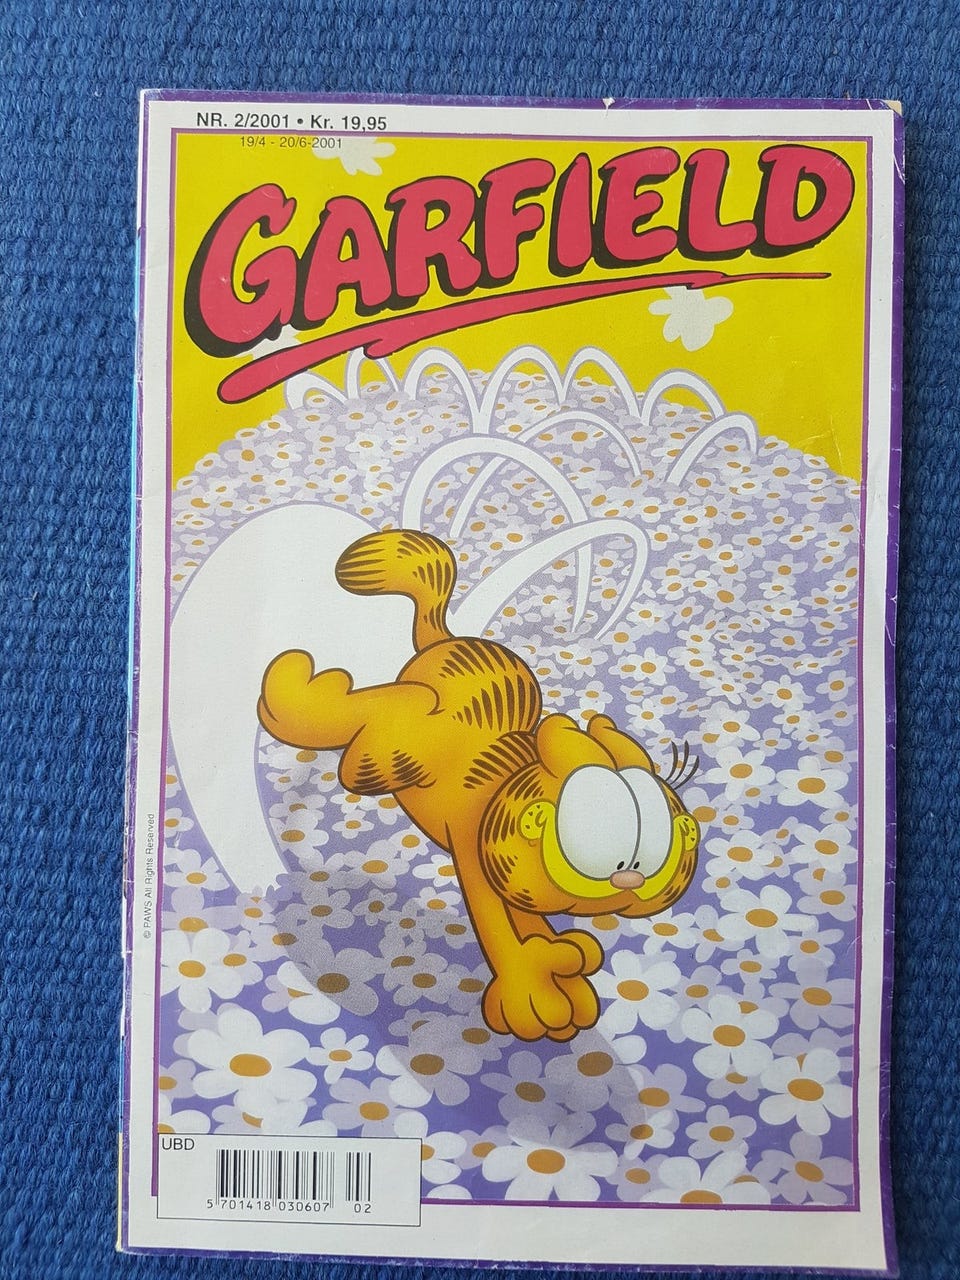 NR. 2/2001 • Kr. 19,95
19/4 - 20/6-2001
GARFIELD
© PAWS All Rights Reserved
UBD
5 701418 030607 02